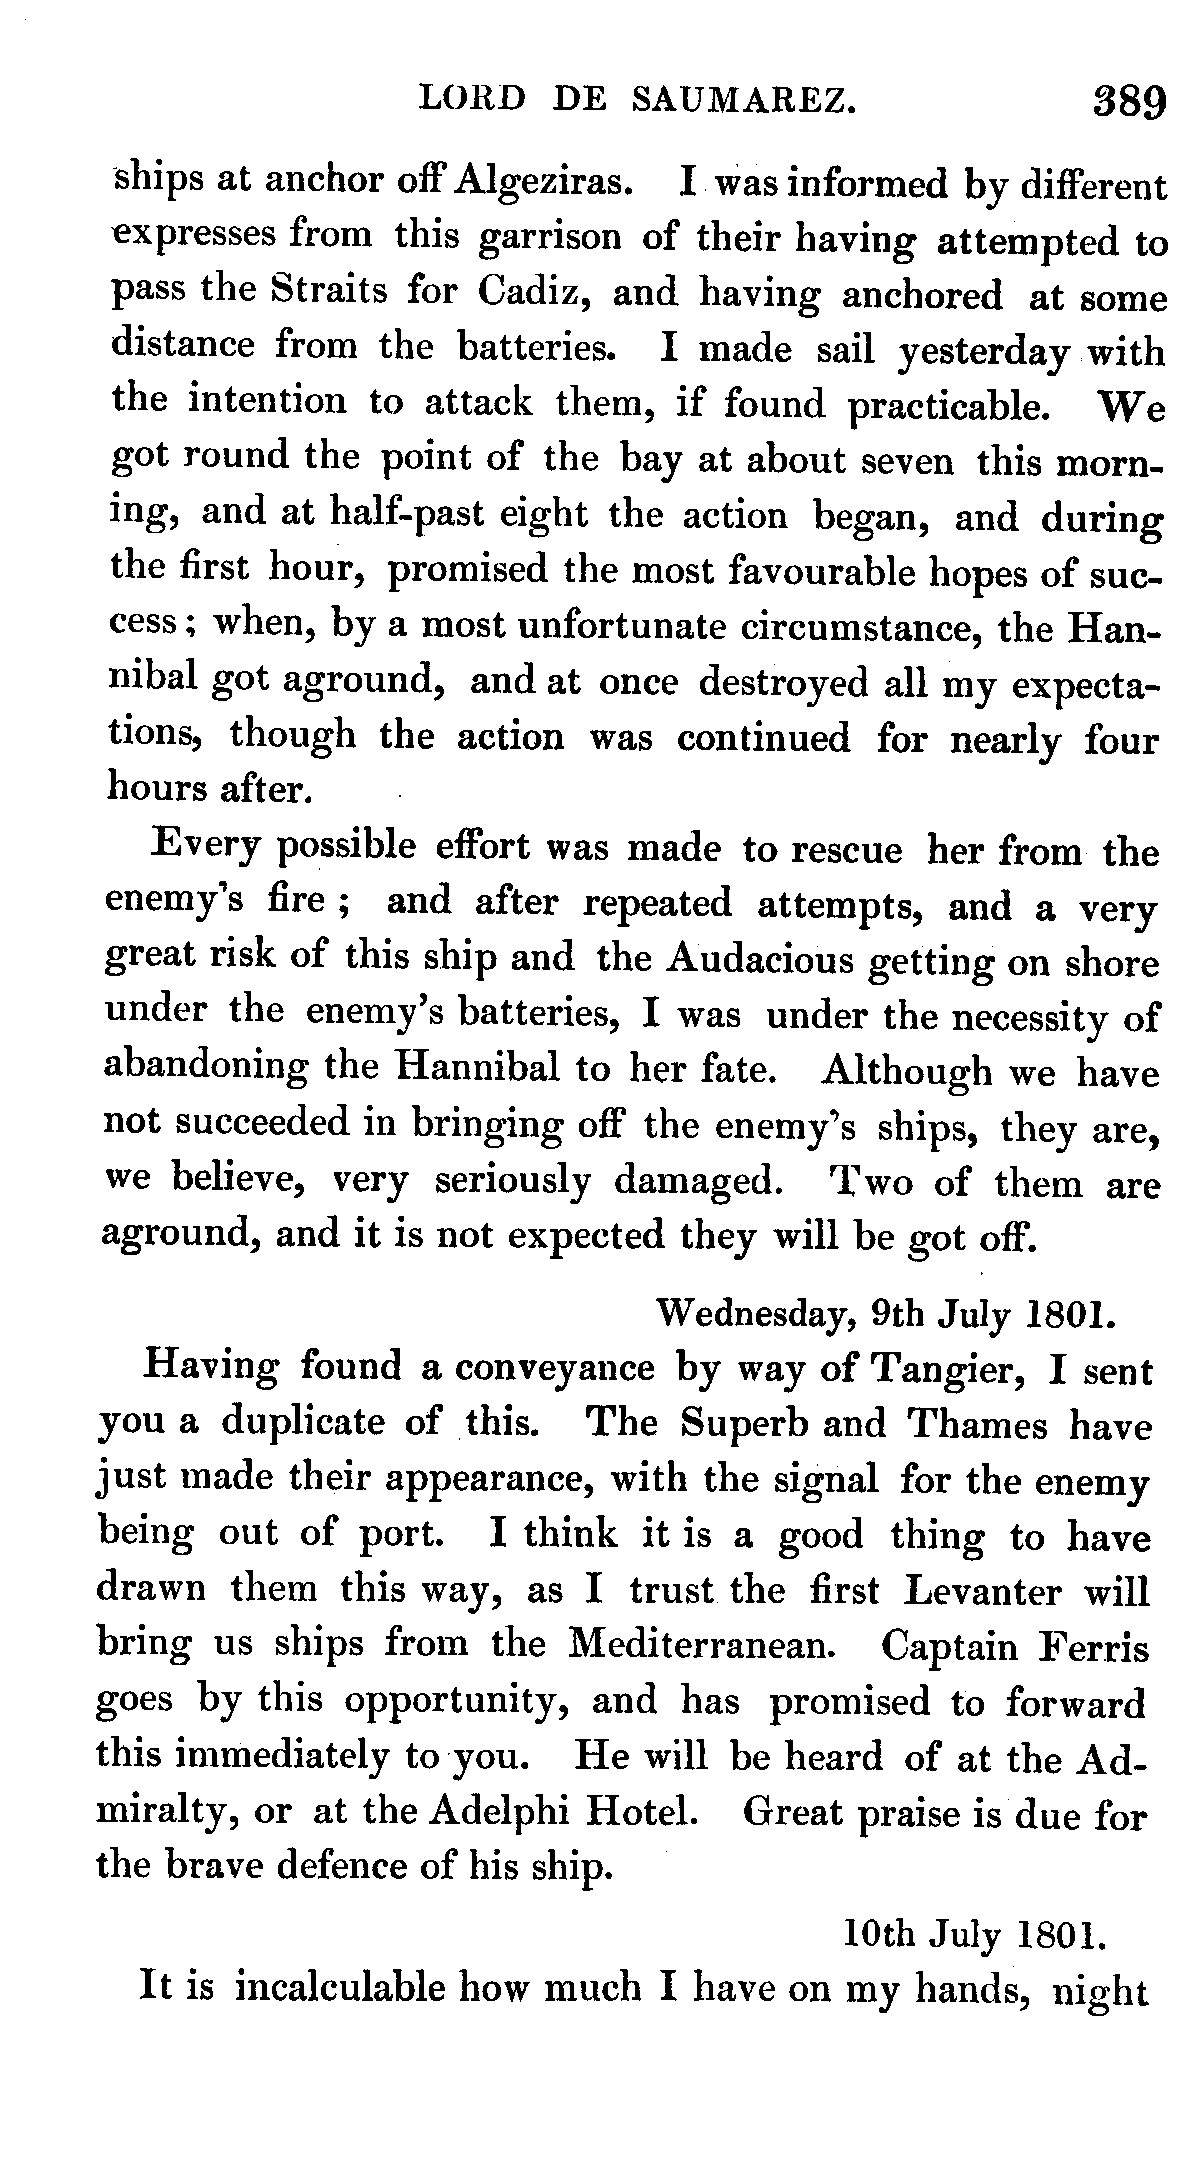 LORD DE SAUMAREZ. 389
ships at anchor off Algeziras. I was informed by different
expresses from this garrison of their having attempted to
pass the Straits for Cadiz, and having anchored at some
distance from the batteries. I made sail yesterday with
the intention to attack them, if found practicable. We
got round the point of the bay at about seven this morn-
ing, and at half-past eight the action began, and during
the first hour, promised the most favourable hopes of suc-
cess; when, by a most unfortunate circumstance, the Han-
nibal got aground, and at once destroyed all my expecta-
tions, though the action was continued for nearly four
hours after.
Every possible effort was made to rescue her from the
enemy's fire; and after repeated attempts, and a very
great risk of this ship and the Audacious getting on shore
under the enemy's batteries, I was under the necessity of
abandoning the Hannibal to her fate. Although we have
not succeeded in bringing off the enemy's ships, they are,
we believe, very seriously damaged. Two of them are
aground, and it is not expected they will be got off.
Wednesday, 9th July 1801.
Having found a conveyance by way of Tangier, I sent
you a duplicate of this. The Superb and Thames have
just made their appearance, with the signal for the enemy
being out of port. I think it is a good thing to have
drawn them this way, as I trust the first Levanter will
bring us ships from the Mediterranean. Captain Ferris
goes by this opportunity, and has promised to forward
this immediately to you. He will be heard of at the Ad-
miralty, or at the Adelphi Hotel. Great praise is due for
the brave defence of his ship.
10th July 1801.
It is incalculable how much I have on my hands, night